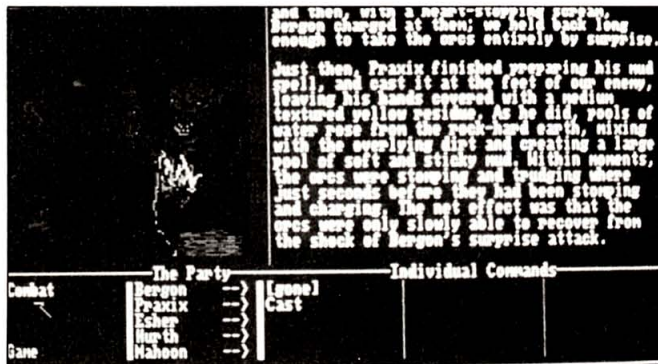 and then, with a heart-stopping scream,
Bergon charged at them; we held back long
enough to take the orcs entirely by surprise.
Just then, Praxix finished preparing his mud
spell, and cast it at the feet of our enemy,
leaving his hands covered with a medium
textured yellow residue. As he did, pools of
water rose from the rock-hard earth, mixing
with the overlying dirt and creating a large
pool of soft and sticky mud. Within moments,
the orcs were stomping and trudging where
just seconds before they had been stomping
and charging. The net effect was that the
orcs were only slowly able to recover from
the shock of Bergon's surprise attack.
The Party
Individual Commands
Combat
Game
Bergon -->
Praxix -->
Esher -->
Hurth -->
Mahoon -->
[gone]
Cast